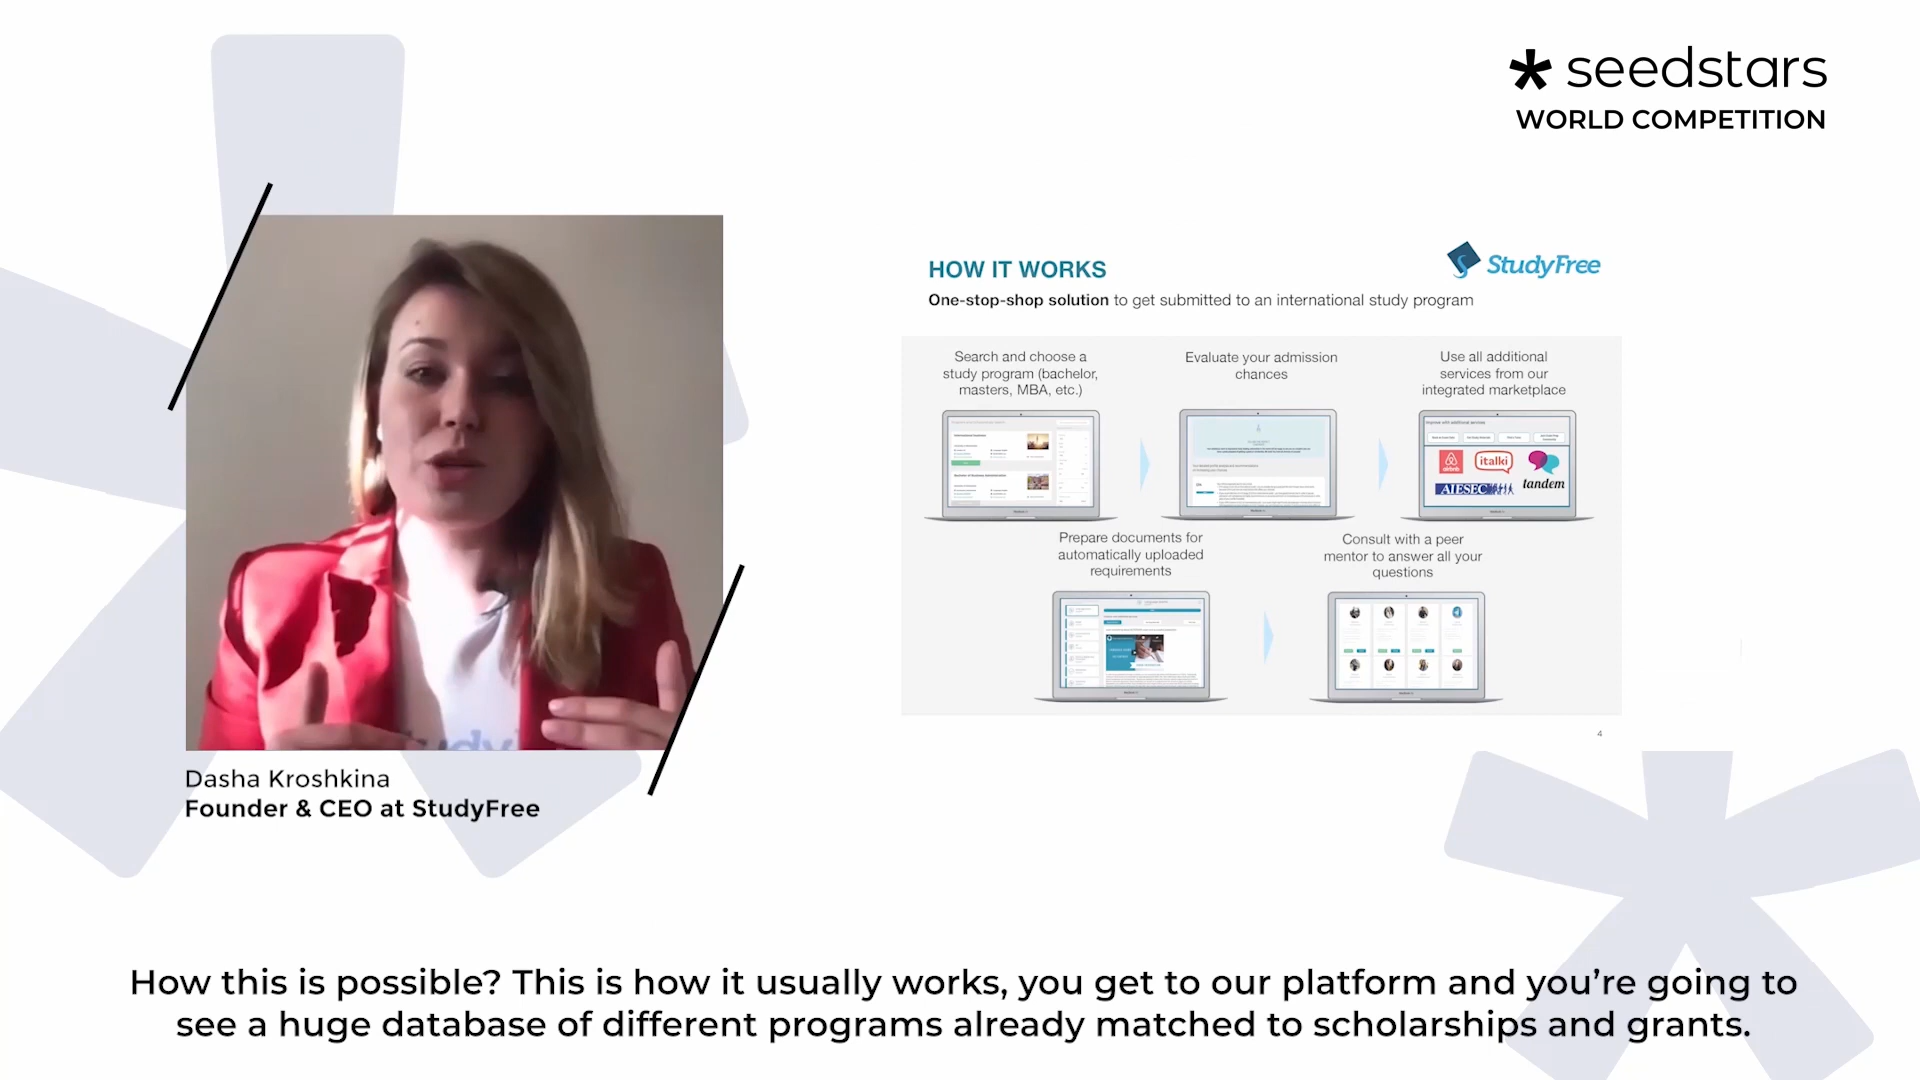 seedstars
WORLD COMPETITION
HOW IT WORKS
StudyFree
One-stop-shop solution to get submitted to an international study program
Search and choose a
study program (bachelor,
masters, MBA, etc.)
Evaluate your admission
chances
Use all additional
services from our
integrated marketplace
airbnb
italki
AIESEC
tandem
Prepare documents for
automatically uploaded
requirements
Consult with a peer
mentor to answer all your
questions
4
Dasha Kroshkina
Founder & CEO at StudyFree
How this is possible? This is how it usually works, you get to our platform and you’re going to
see a huge database of different programs already matched to scholarships and grants.